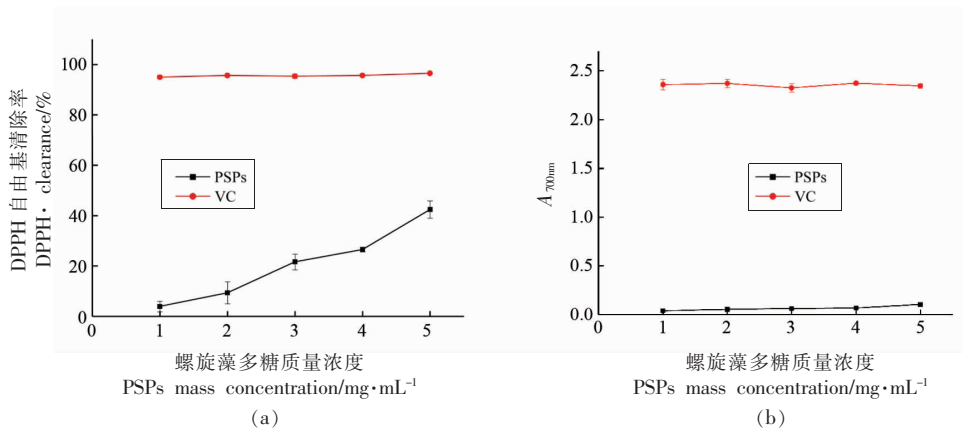 DPPH 自由基清除率
DPPH· clearance/%
100
80
60
40
20
0
0 1 2 3 4 5
PSPs
VC
螺旋藻多糖质量浓度
PSPs mass concentration/mg·mL⁻¹
(a)
A700nm
2.5
2.0
1.5
1.0
0.5
0.0
0 1 2 3 4 5
PSPs
VC
螺旋藻多糖质量浓度
PSPs mass concentration/mg·mL⁻¹
(b)